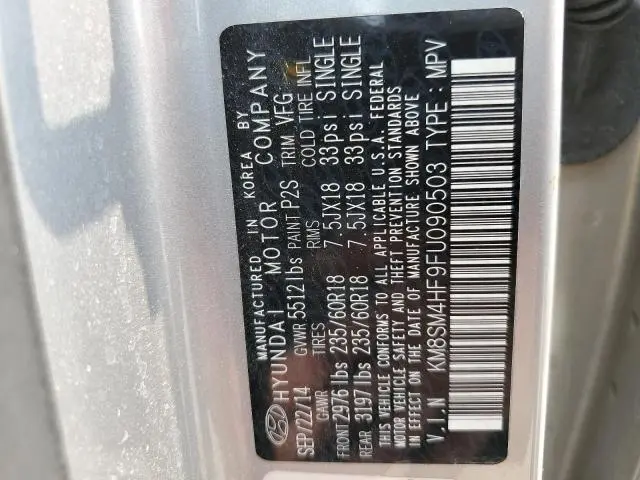 MANUFACTURED IN KOREA BY
HYUNDAI MOTOR COMPANY
SEP/22/14 GVWR 5512 lbs PAINT P2S TRIM VFG
GAWR TIRES RIMS COLD TIRE INFL
FRONT 2976 lbs 235/60R18 7.5JX18 33psi SINGLE
REAR 3197 lbs 235/60R18 7.5JX18 33psi SINGLE
THIS VEHICLE CONFORMS TO ALL APPLICABLE U.S.A. FEDERAL
MOTOR VEHICLE SAFETY, AND THEFT PREVENTION STANDARDS
IN EFFECT ON THE DATE OF MANUFACTURE SHOWN ABOVE
V.I.N KM8SM4HF9FU090503 TYPE : MPV